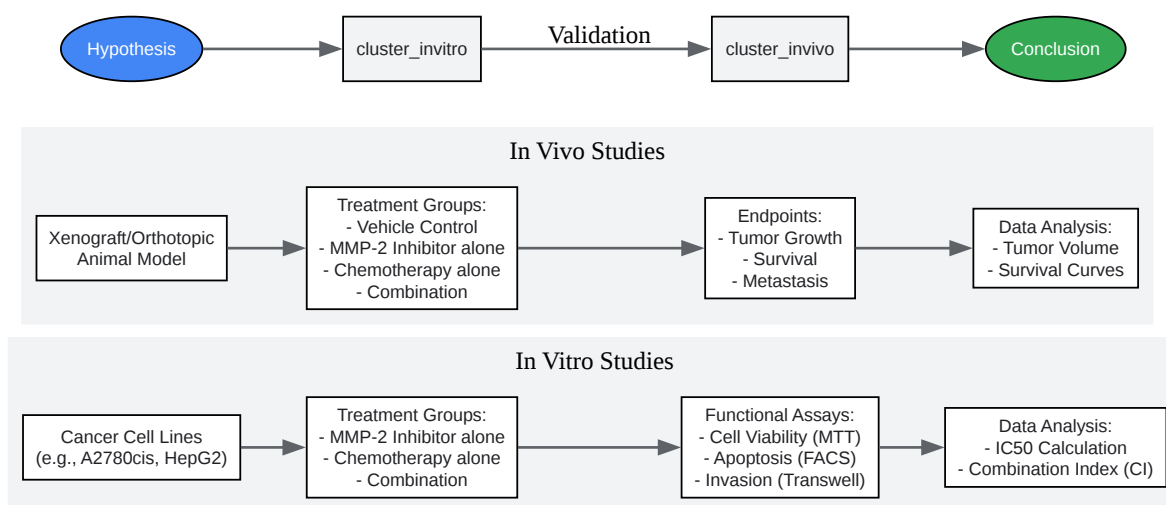 Hypothesis
cluster_invitro
Validation
cluster_invivo
Conclusion
In Vivo Studies
Xenograft/Orthotopic
Animal Model
Treatment Groups:
- Vehicle Control
- MMP-2 Inhibitor alone
- Chemotherapy alone
- Combination
Endpoints:
- Tumor Growth
- Survival
- Metastasis
Data Analysis:
- Tumor Volume
- Survival Curves
In Vitro Studies
Cancer Cell Lines
(e.g., A2780cis, HepG2)
Treatment Groups:
- MMP-2 Inhibitor alone
- Chemotherapy alone
- Combination
Functional Assays:
- Cell Viability (MTT)
- Apoptosis (FACS)
- Invasion (Transwell)
Data Analysis:
- IC50 Calculation
- Combination Index (CI)